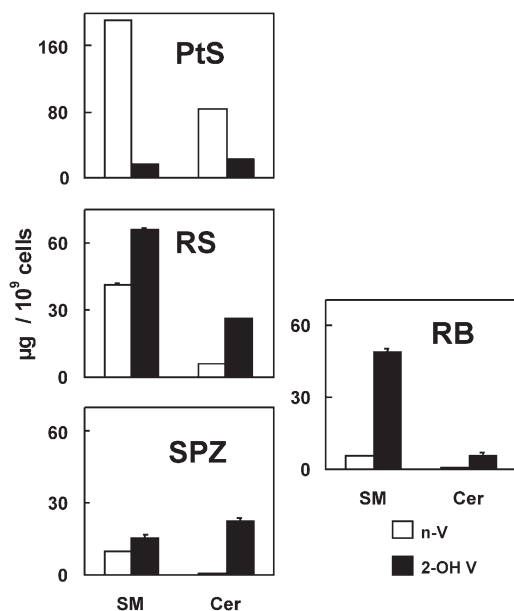 PtS
160
80
0
RS
60
30
0
µg / 10⁹ cells
SPZ
60
30
0
SM Cer
RB
60
30
0
SM Cer
n-V
2-OH V